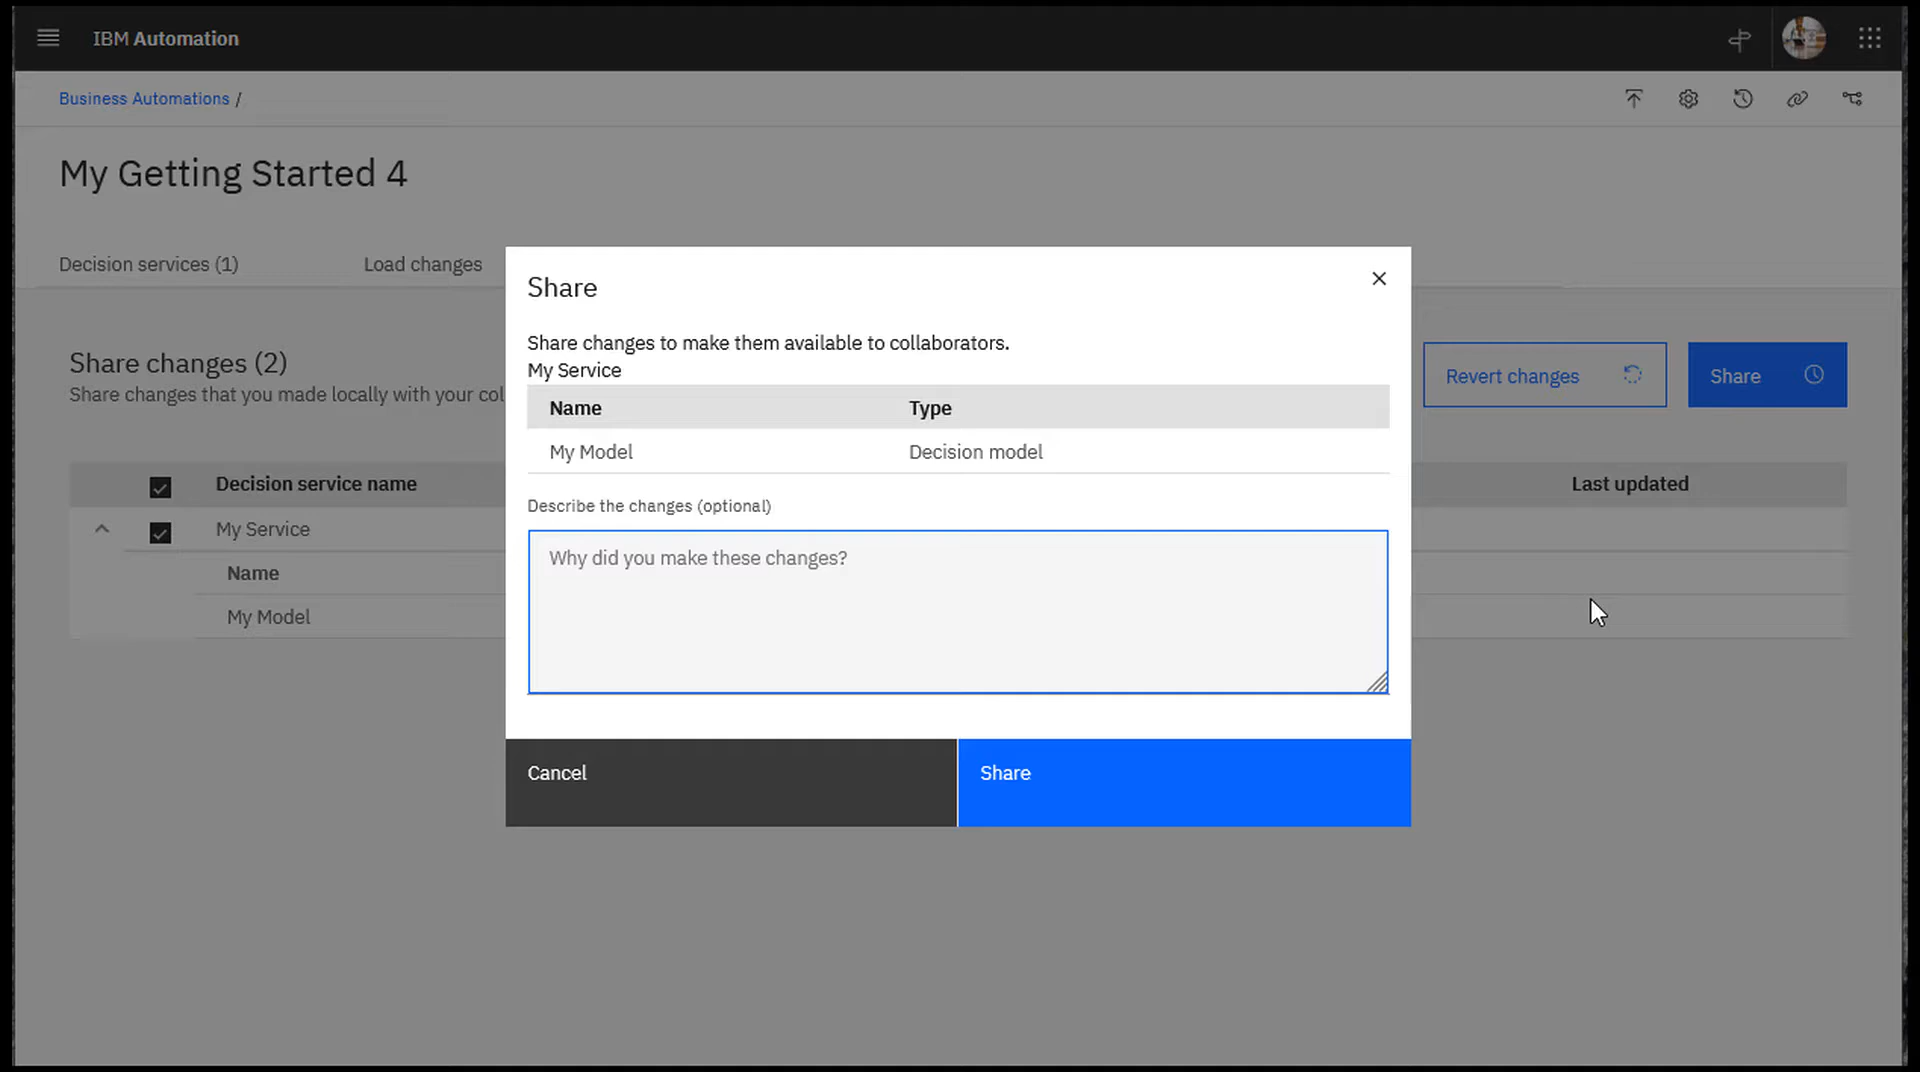 IBM Automation
Business Automations /
My Getting Started 4
Decision services (1)
Load changes
Share changes (2)
Share changes that you made locally with your col
Revert changes
Share
Decision service name
Last updated
My Service
Name
My Model
Share
Share changes to make them available to collaborators.
My Service
Name Type
My Model Decision model
Describe the changes (optional)
Why did you make these changes?
Cancel
Share